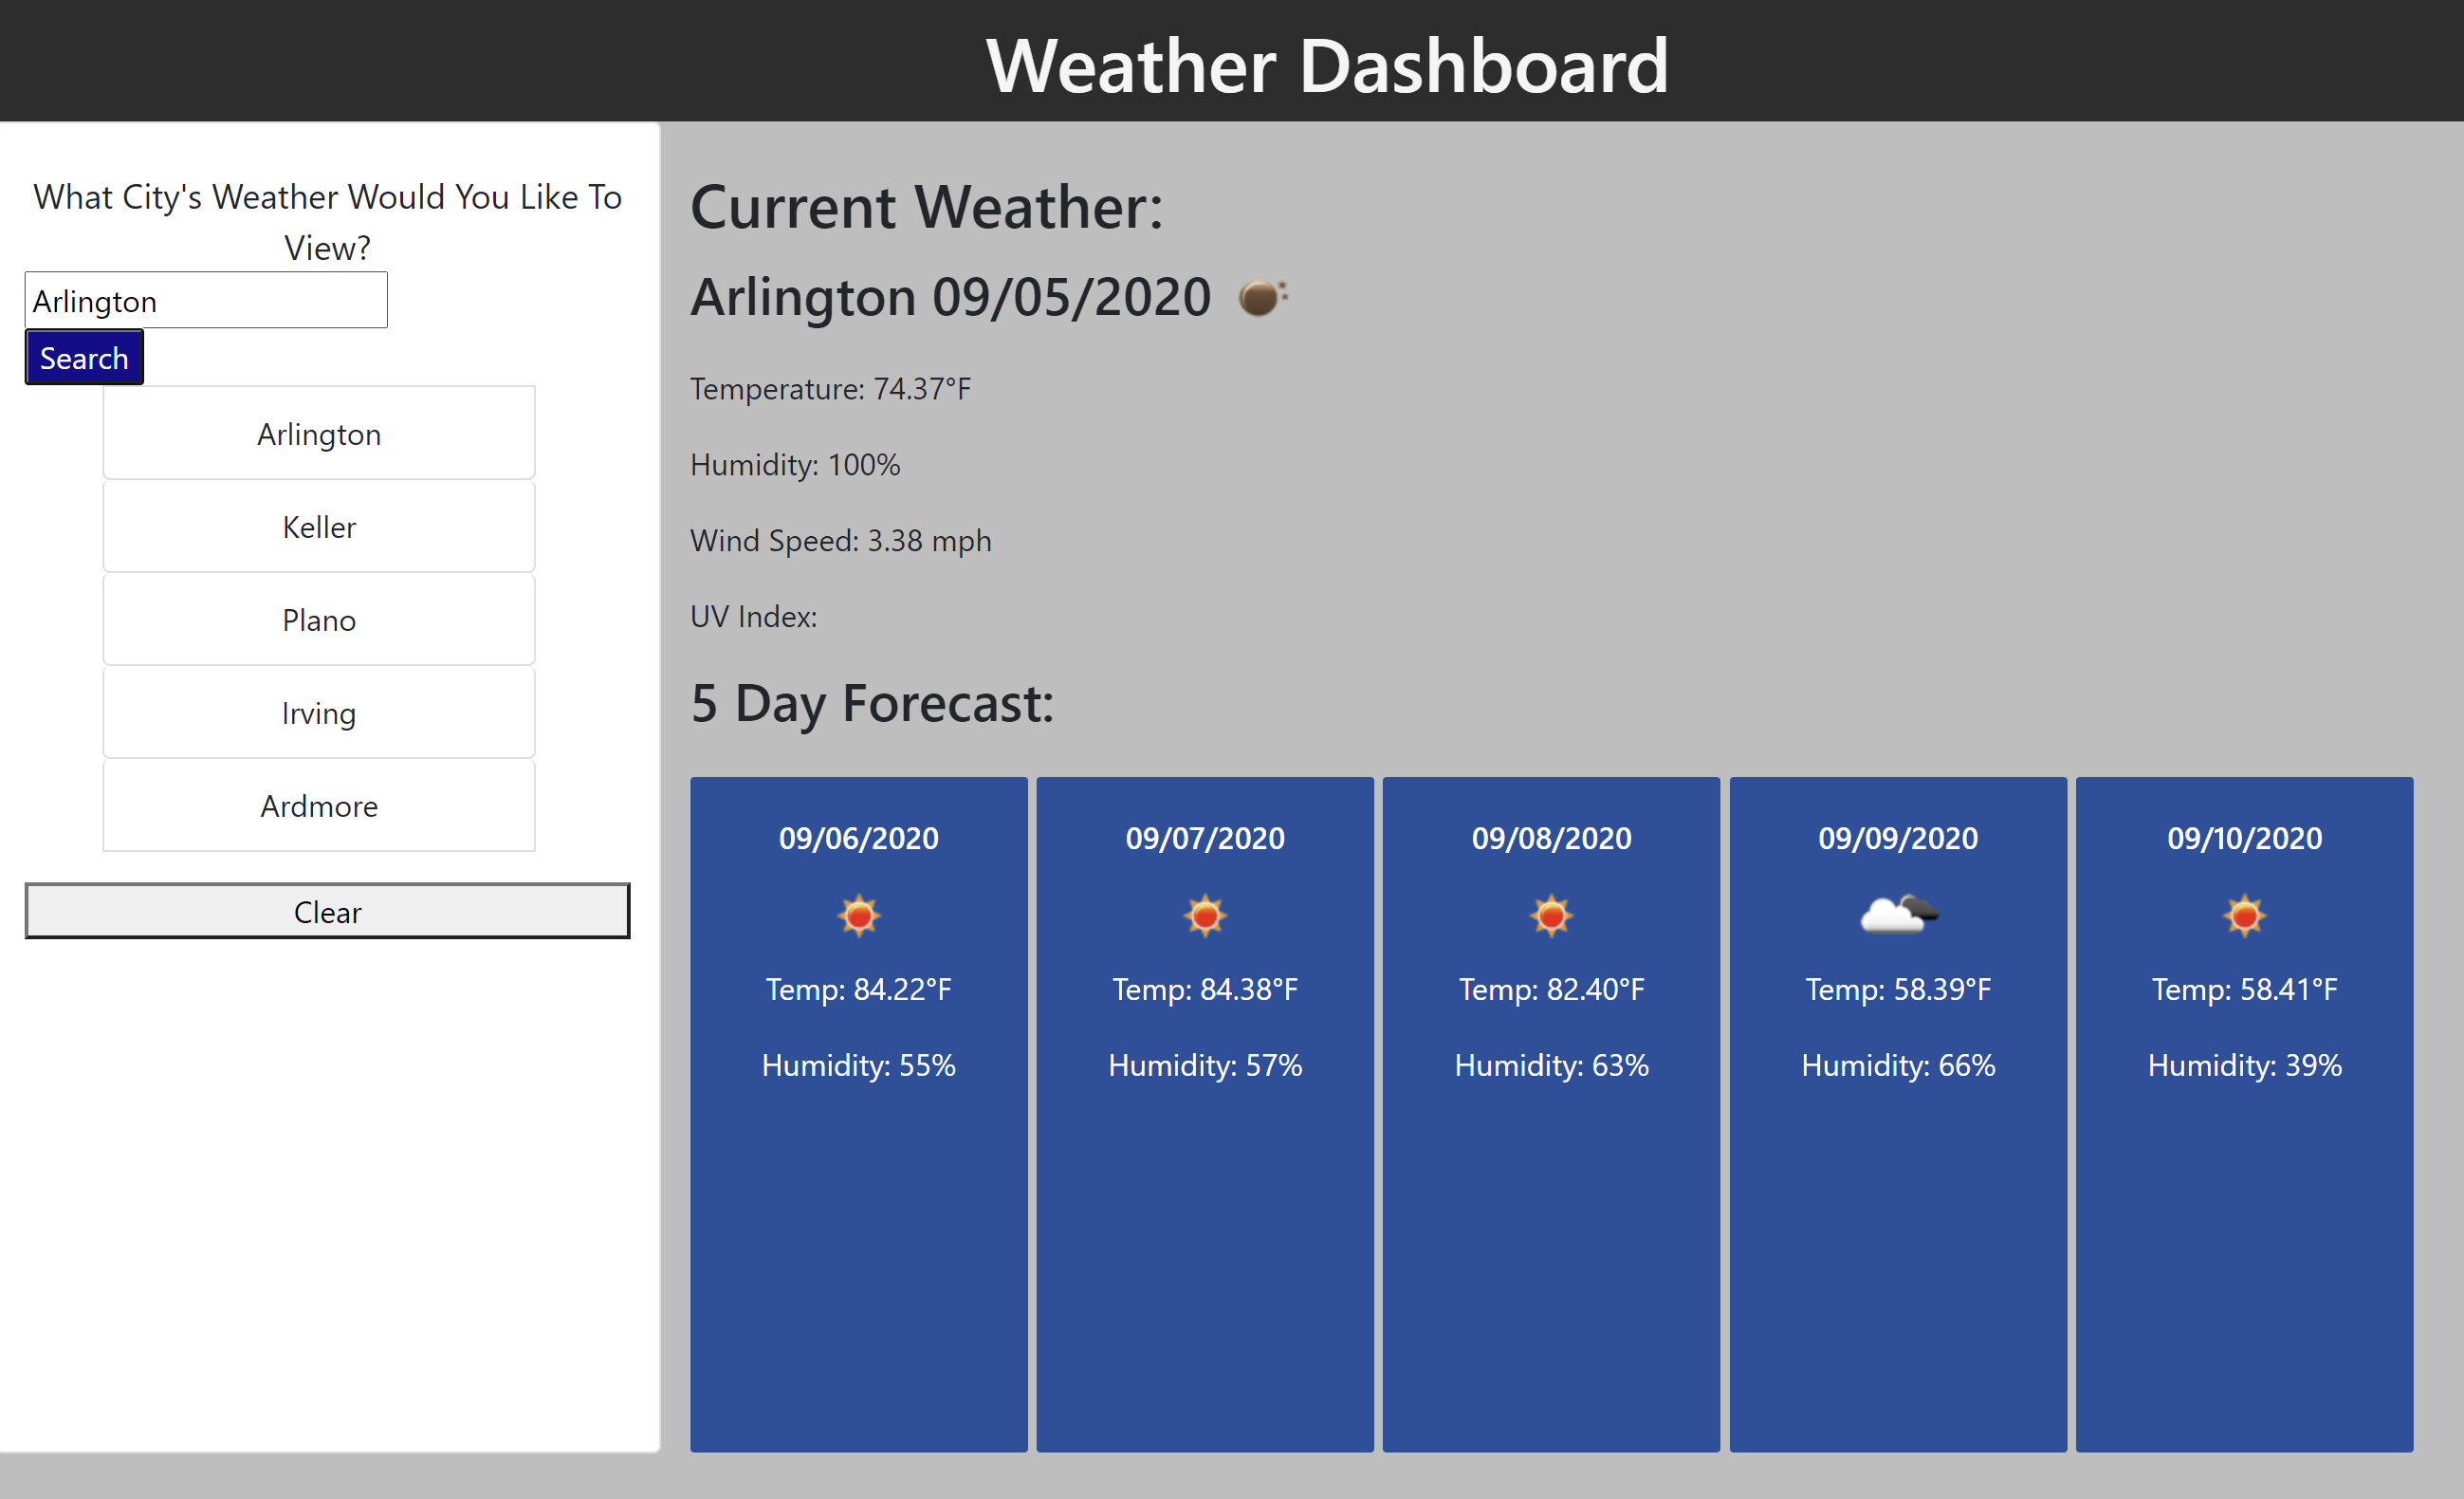 Weather Dashboard
What City's Weather Would You Like To
View?
Arlington
Search
Arlington
Keller
Plano
Irving
Ardmore
Clear
Current Weather:
Arlington 09/05/2020
Temperature: 74.37°F
Humidity: 100%
Wind Speed: 3.38 mph
UV Index:
5 Day Forecast:
09/06/2020
Temp: 84.22°F
Humidity: 55%
09/07/2020
Temp: 84.38°F
Humidity: 57%
09/08/2020
Temp: 82.40°F
Humidity: 63%
09/09/2020
Temp: 58.39°F
Humidity: 66%
09/10/2020
Temp: 58.41°F
Humidity: 39%